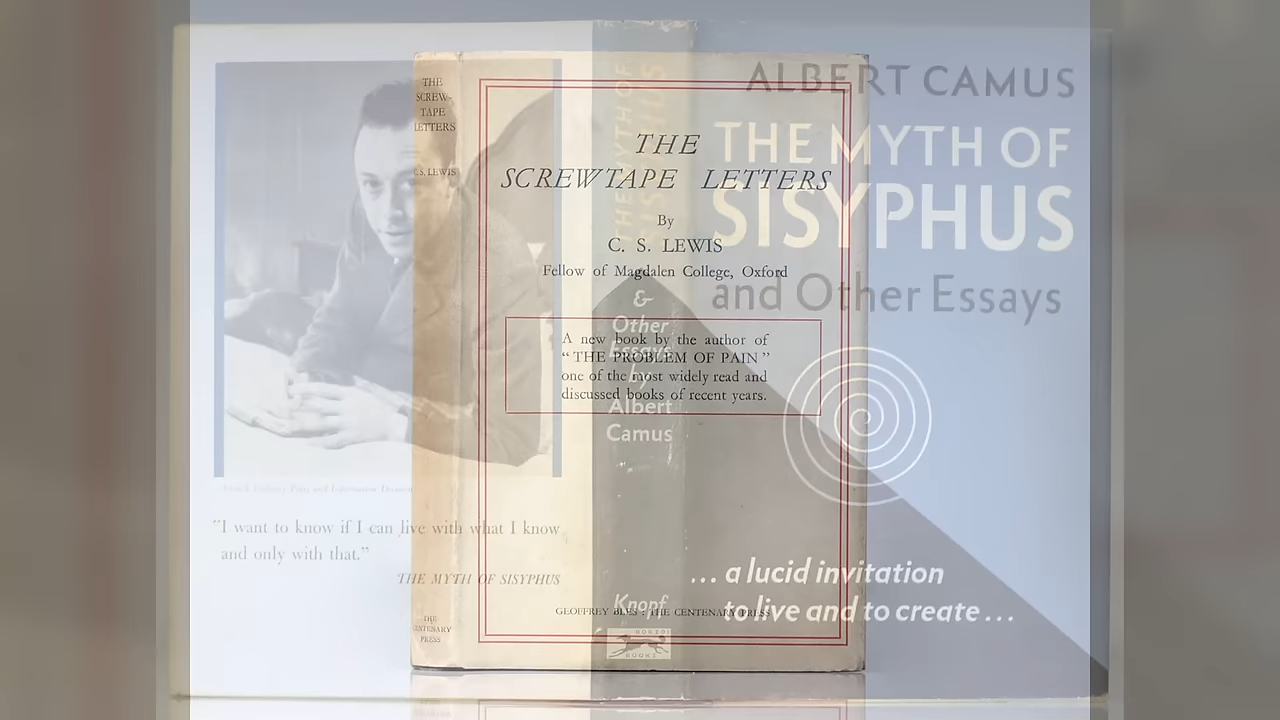 THE
SCREW-
TAPE
LETTERS
C.S. LEWIS
THE
CENTENARY
PRESS
THE
SCREWTAPE LETTERS
By
C. S. LEWIS
Fellow of Magdalen College, Oxford
A new book by the author of
“THE PROBLEM OF PAIN”
one of the most widely read and
discussed books of recent years.
GEOFFREY BLES : THE CENTENARY PRESS
"I want to know if I can live with what I know
and only with that."
THE MYTH OF SISYPHUS
THE MYTH OF
SISYPHUS
&
Other
Essays
by
Albert
Camus
Knopf
BORZOI
BOOKS
ALBERT CAMUS
THE MYTH OF
SISYPHUS
and Other Essays
... a lucid invitation
to live and to create...